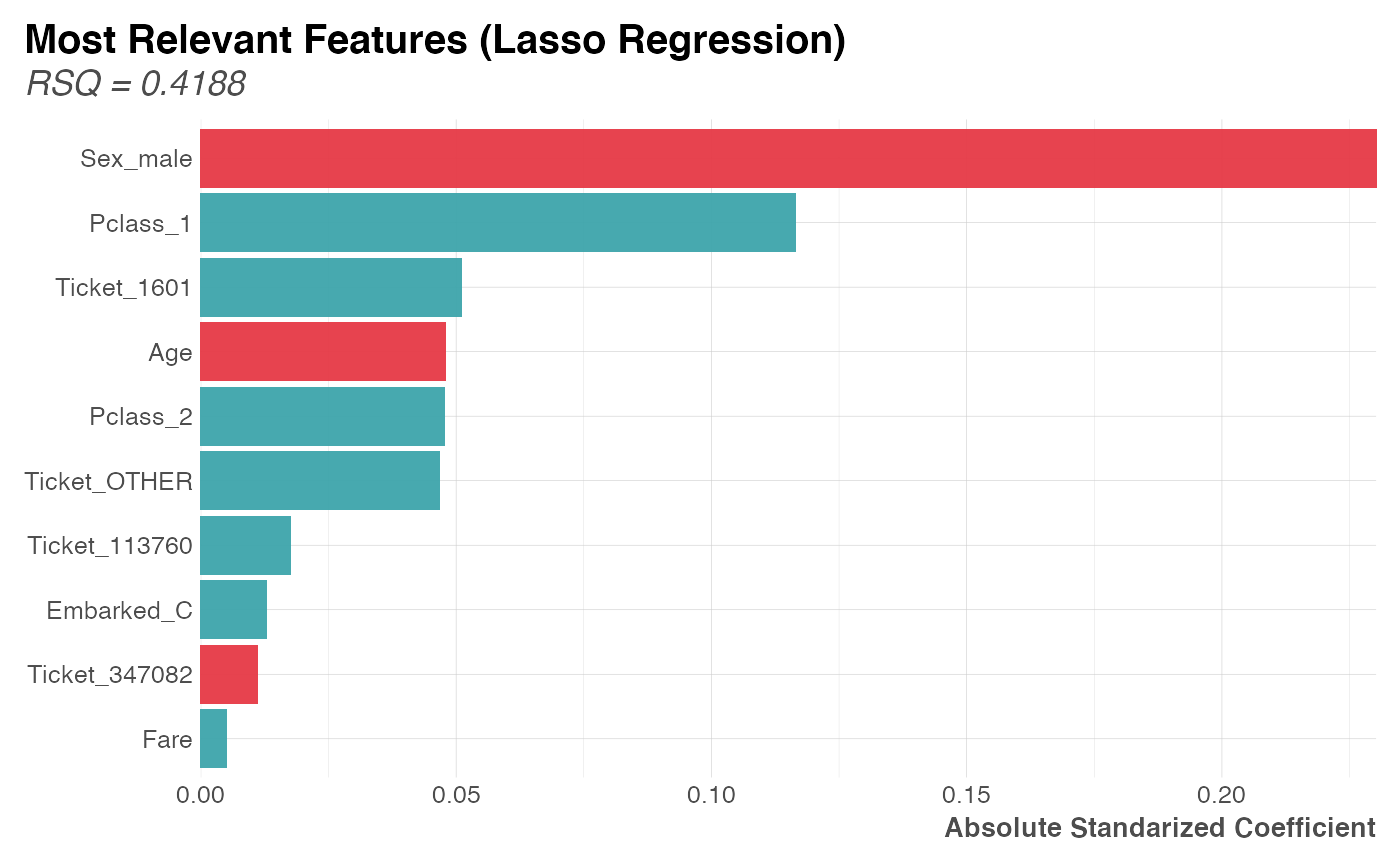 Most Relevant Features (Lasso Regression)
RSQ = 0.4188
Sex_male
Pclass_1
Ticket_1601
Age
Pclass_2
Ticket_OTHER
Ticket_113760
Embarked_C
Ticket_347082
Fare
0.00 0.05 0.10 0.15 0.20
Absolute Standarized Coefficient